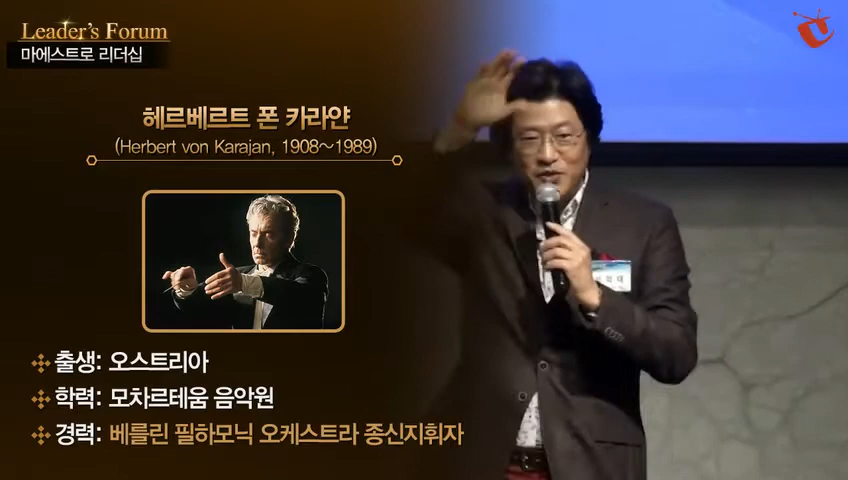 Leader's Forum
마에스트로 리더십
헤르베르트 폰 카라얀
(Herbert von Karajan, 1908~1989)
출생: 오스트리아
학력: 모차르테움 음악원
경력: 베를린 필하모닉 오케스트라 종신지휘자